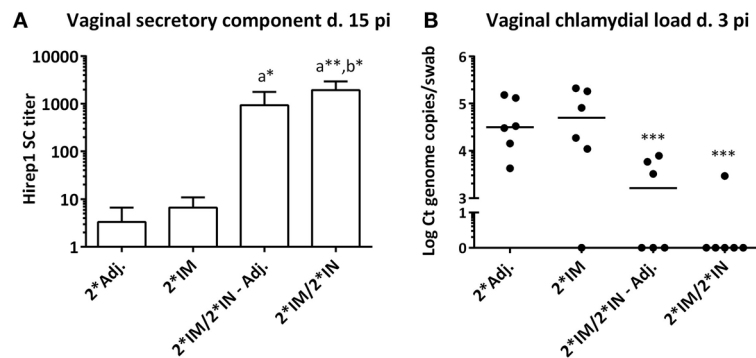 A Vaginal secretory component d. 15 pi
Hirep1 SC titer
10000
1000
100
10
1
a*
a**,b*
2*Adj.
2*IM
2*IM/2*IN - Adj.
2*IM/2*IN
B Vaginal chlamydial load d. 3 pi
Log Ct genome copies/swab
6
5
4
3
1
0
***
***
2*Adj.
2*IM
2*IM/2*IN - Adj.
2*IM/2*IN